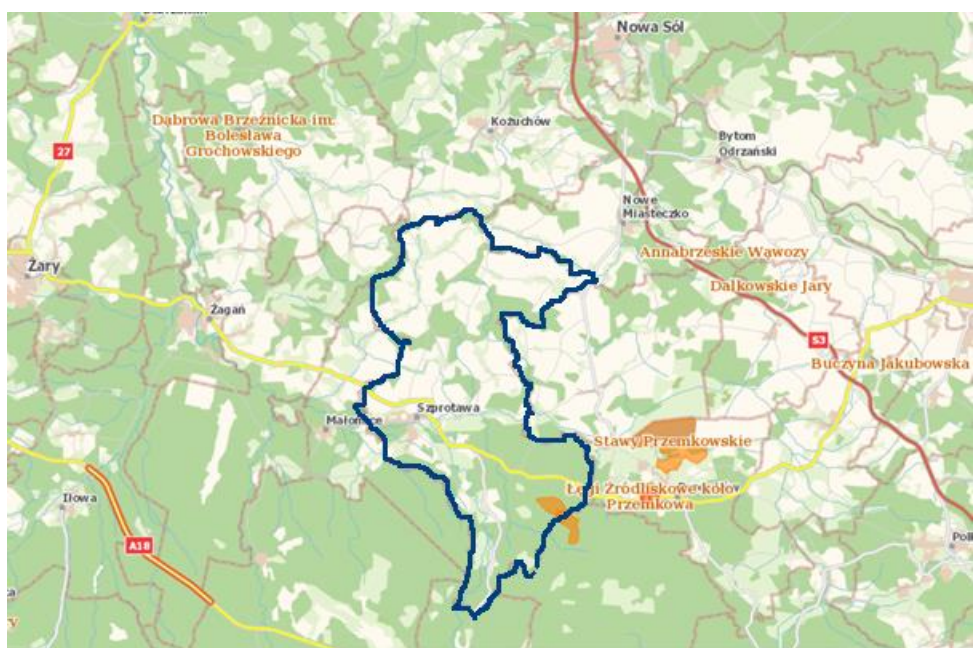 Nowa Sól
Kożuchów
Dąbrowa Brzeźnicka im.
Bolesława
Grochowskiego
27
Bytom
Odrzański
Nowe
Miasteczko
Annabrzeskie Wąwozy
Żary
Dalkowskie Jary
Żagań
S3
Buczyna Jakubowska
Szprotawa
Małomice
Stawy Przemkowskie
Łęgi Źródliskowe koło
Przemkowa
Iłowa
A18